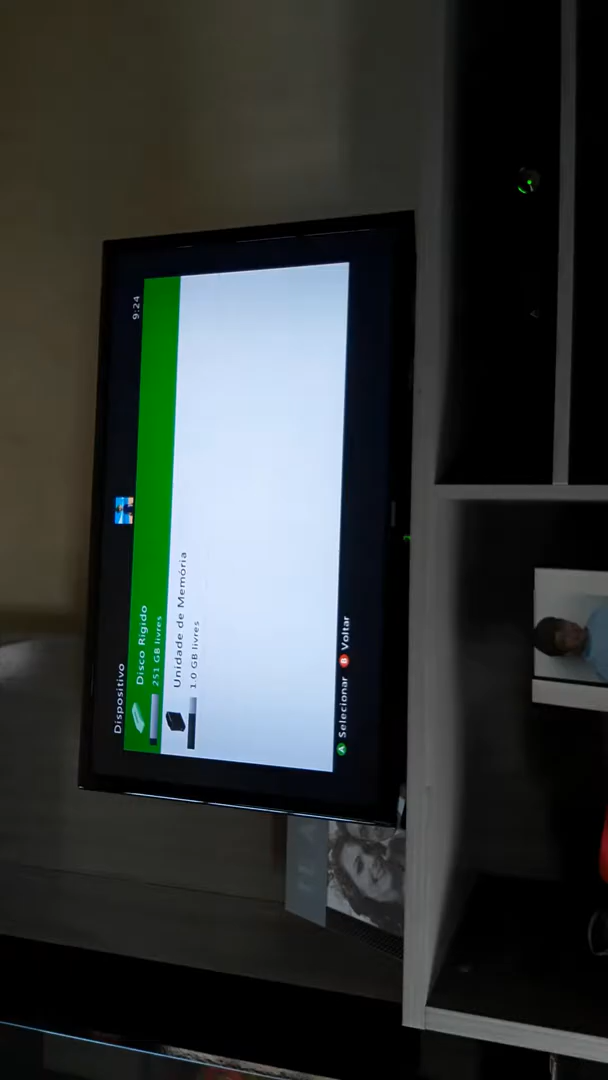 Dispositivo
9:24
Disco Rígido
251 GB livres
Unidade de Memória
1.0 GB livres
A Selecionar B Voltar